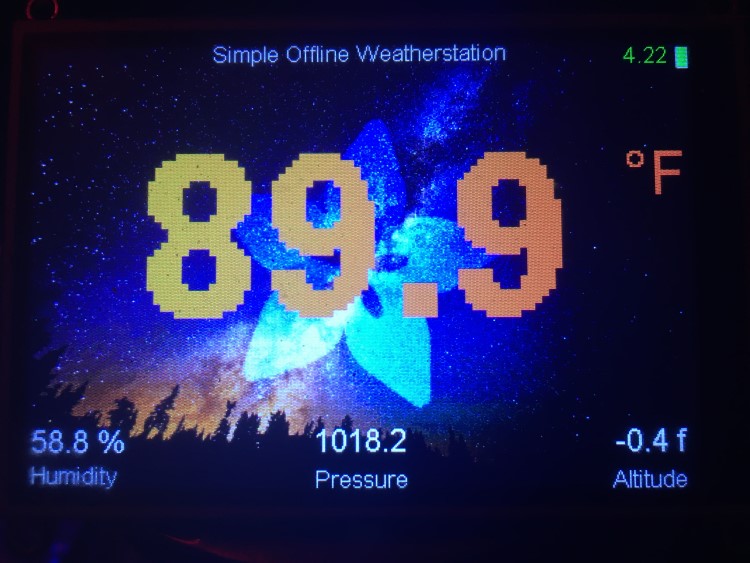 Simple Offline Weatherstation 4.22
89.9 °F
58.8 % 1018.2 -0.4 f
Humidity Pressure Altitude